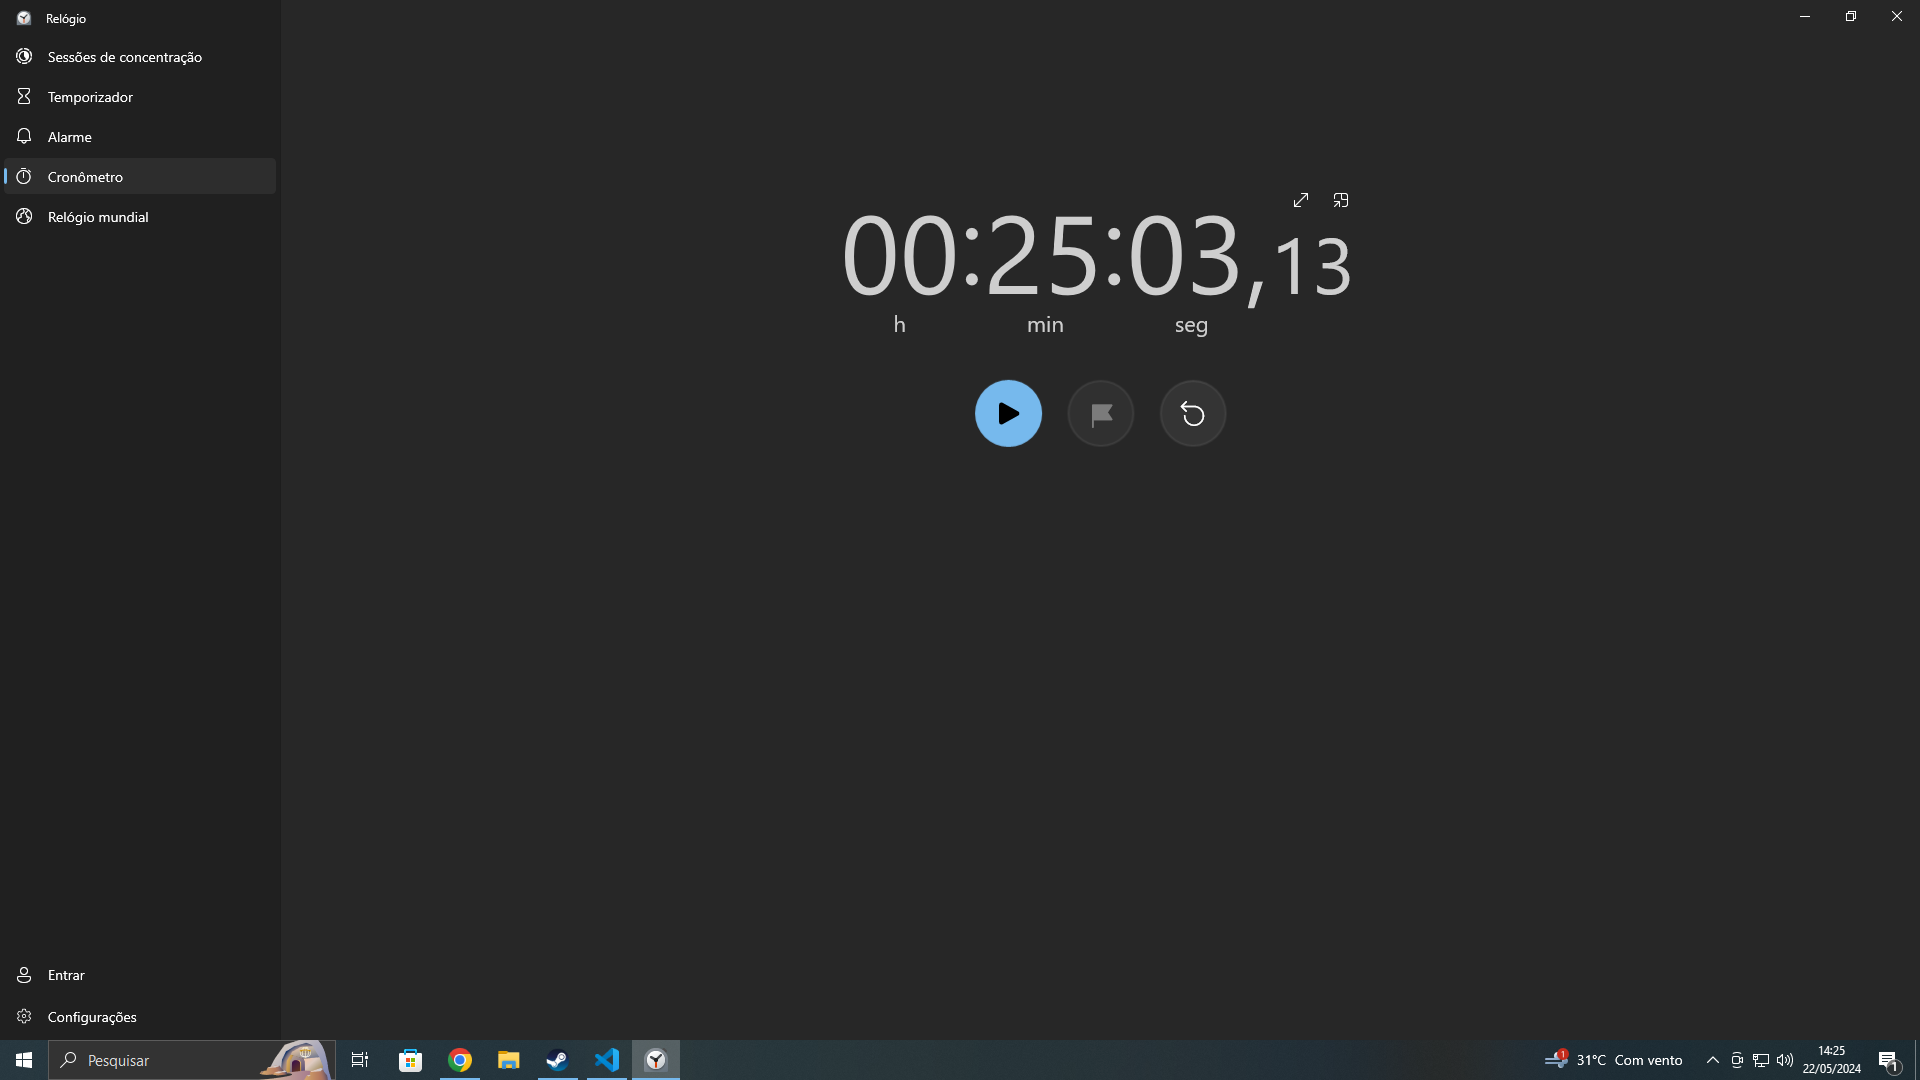 Relógio
Sessões de concentração
Temporizador
Alarme
Cronômetro
Relógio mundial
00:25:03,13
h min seg
Entrar
Configurações
Pesquisar
1
31°C Com vento
14:25
22/05/2024
1